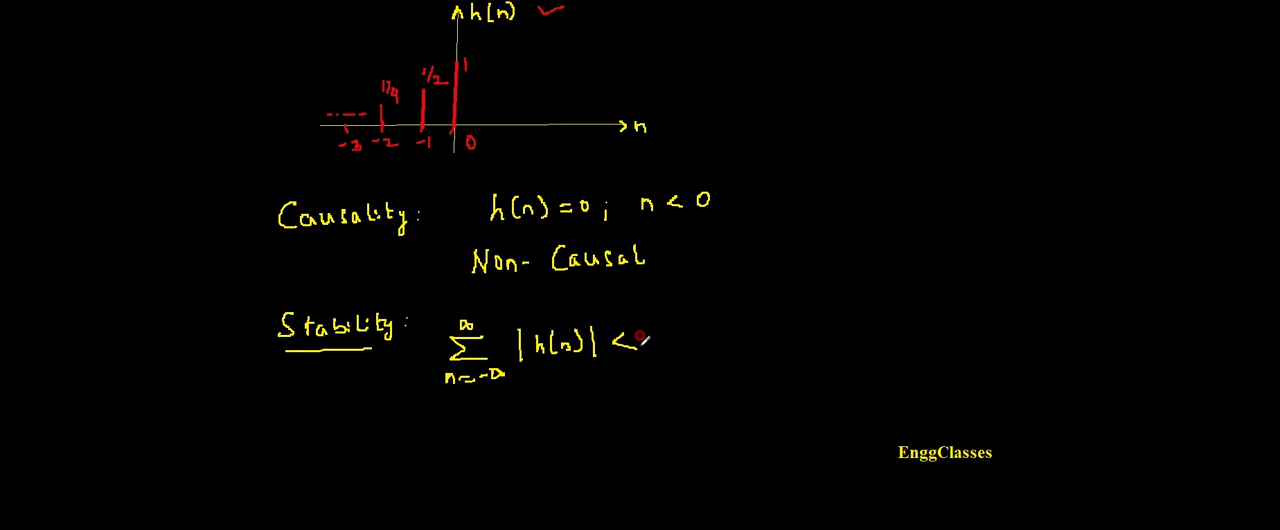 h(n) ✓
1
1/2
1/4
n
-3 -2 -1 0
Causality: h(n) = 0; n < 0
Non-Causal
Stability: ∑_{n=-∞}^{∞} |h(n)| <
EnggClasses